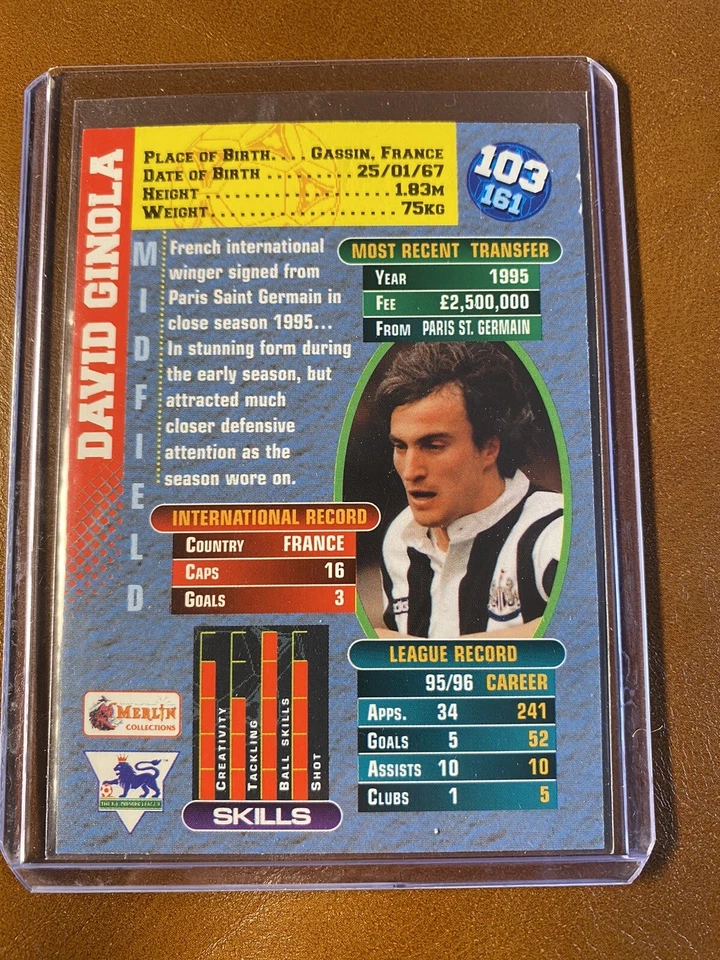 DAVID GINOLA
MIDFIELD
PLACE OF BIRTH.... GASSIN, FRANCE
DATE OF BIRTH .......... 25/01/67
HEIGHT ...................... 1.83M
WEIGHT ...................... 75KG
103
161
French international
winger signed from
Paris Saint Germain in
close season 1995...
In stunning form during
the early season, but
attracted much
closer defensive
attention as the
season wore on.
MOST RECENT TRANSFER
YEAR 1995
FEE £2,500,000
FROM PARIS ST. GERMAIN
INTERNATIONAL RECORD
COUNTRY FRANCE
CAPS 16
GOALS 3
adidas
CREATIVITY
TACKLING
BALL SKILLS
SHOT
SKILLS
LEAGUE RECORD
95/96 CAREER
APPS. 34 241
GOALS 5 52
ASSISTS 10 10
CLUBS 1 5
MERLIN
COLLECTIONS
THE F.A. PREMIER LEAGUE